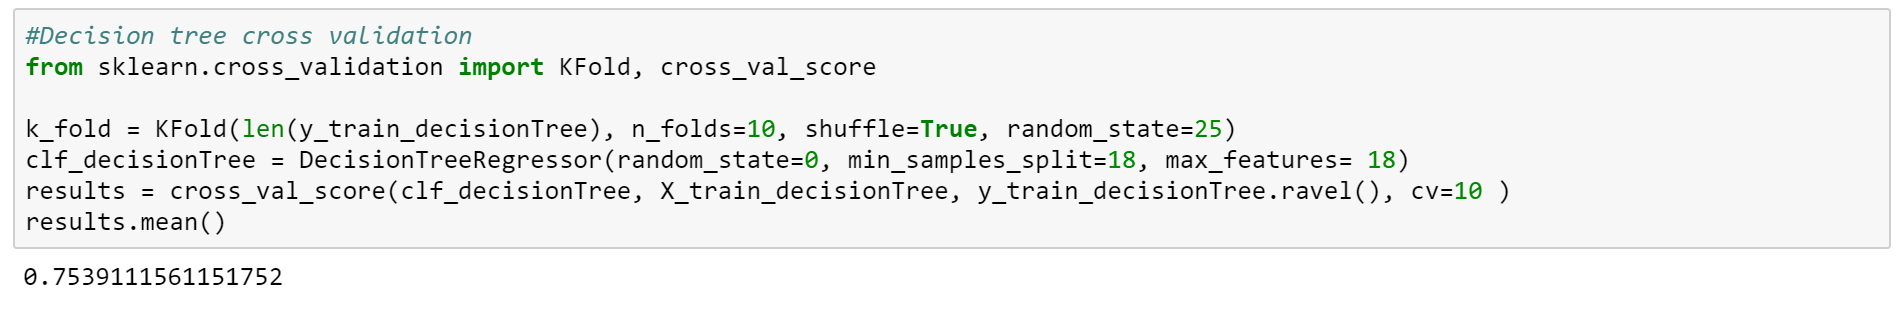 #Decision tree cross validation
from sklearn.cross_validation import KFold, cross_val_score
k_fold = KFold(len(y_train_decisionTree), n_folds=10, shuffle=True, random_state=25)
clf_decisionTree = DecisionTreeRegressor(random_state=0, min_samples_split=18, max_features= 18)
results = cross_val_score(clf_decisionTree, X_train_decisionTree, y_train_decisionTree.ravel(), cv=10 )
results.mean()
0.7539111561151752